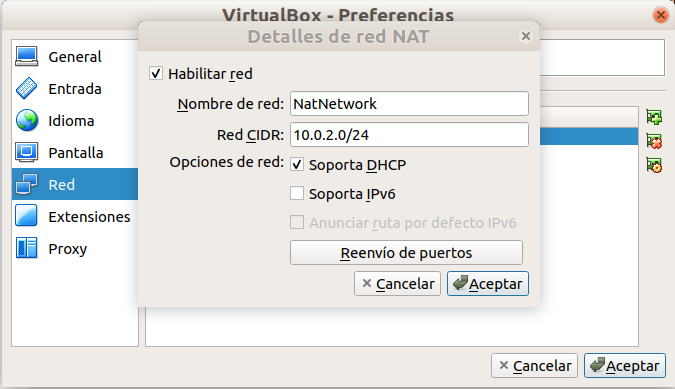 VirtualBox - Preferencias
Detalles de red NAT
General
Entrada
Idioma
Pantalla
Red
Extensiones
Proxy
Habilitar red
Nombre de red: NatNetwork
Red CIDR: 10.0.2.0/24
Opciones de red: Soporta DHCP
Soporta IPv6
Anunciar ruta por defecto IPv6
Reenvío de puertos
Cancelar Aceptar
Cancelar Aceptar